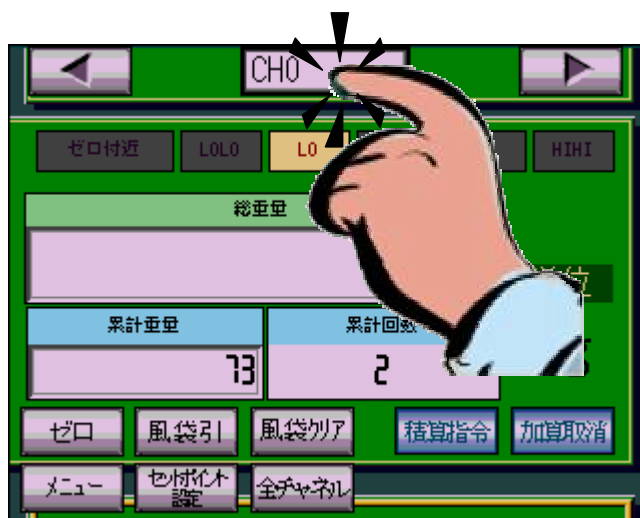 CH0
ゼロ付近 LOLO LO HIHI
総重量
単位
累計重量 累計回数
73 2
ゼロ 風袋引 風袋クリア 積算指令 加算取消
メニュー セットポイント設定 全チャネル